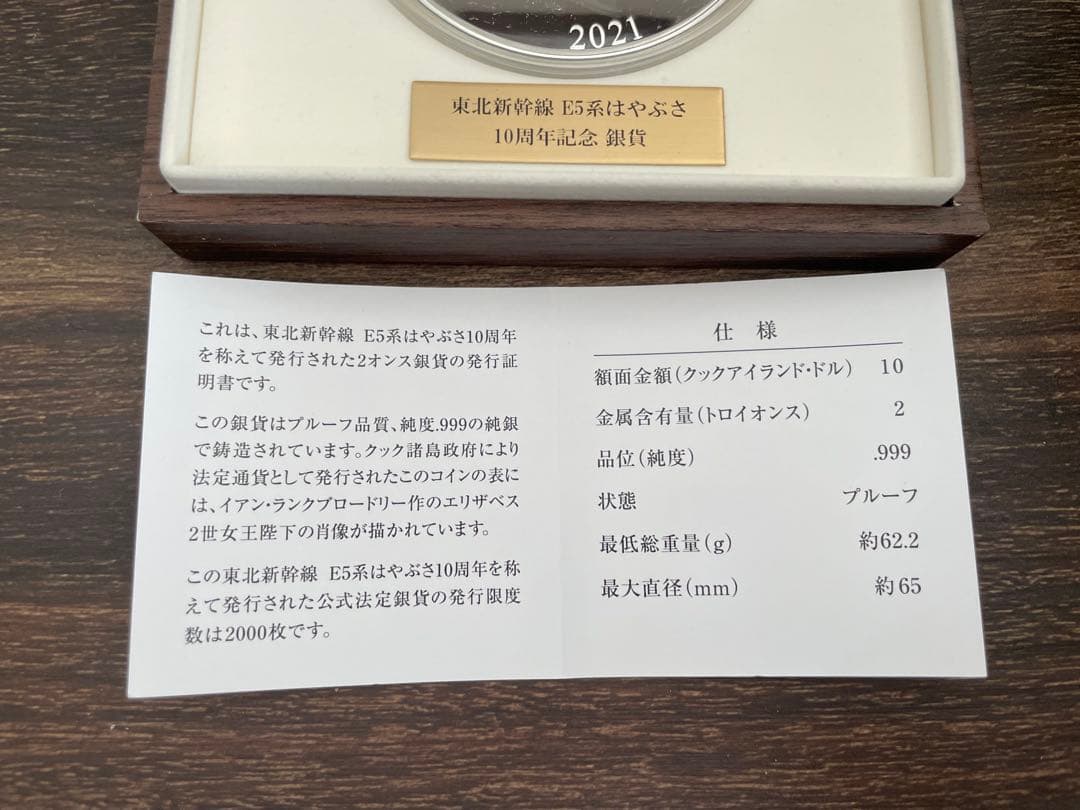 2021
東北新幹線 E5系はやぶさ
10周年記念 銀貨
これは、東北新幹線 E5系はやぶさ10周年
を称えて発行された2オンス銀貨の発行証
明書です。
この銀貨はプルーフ品質、純度.999の純銀
で鋳造されています。クック諸島政府により
法定通貨として発行されたこのコインの表に
は、イアン・ランクブロードリー作のエリザベス
2世女王陛下の肖像が描かれています。
この東北新幹線 E5系はやぶさ10周年を称
えて発行された公式法定銀貨の発行限度
数は2000枚です。
仕様
額面金額(クックアイランド・ドル) 10
金属含有量(トロイオンス) 2
品位(純度) .999
状態 プルーフ
最低総重量(g) 約62.2
最大直径(mm) 約65